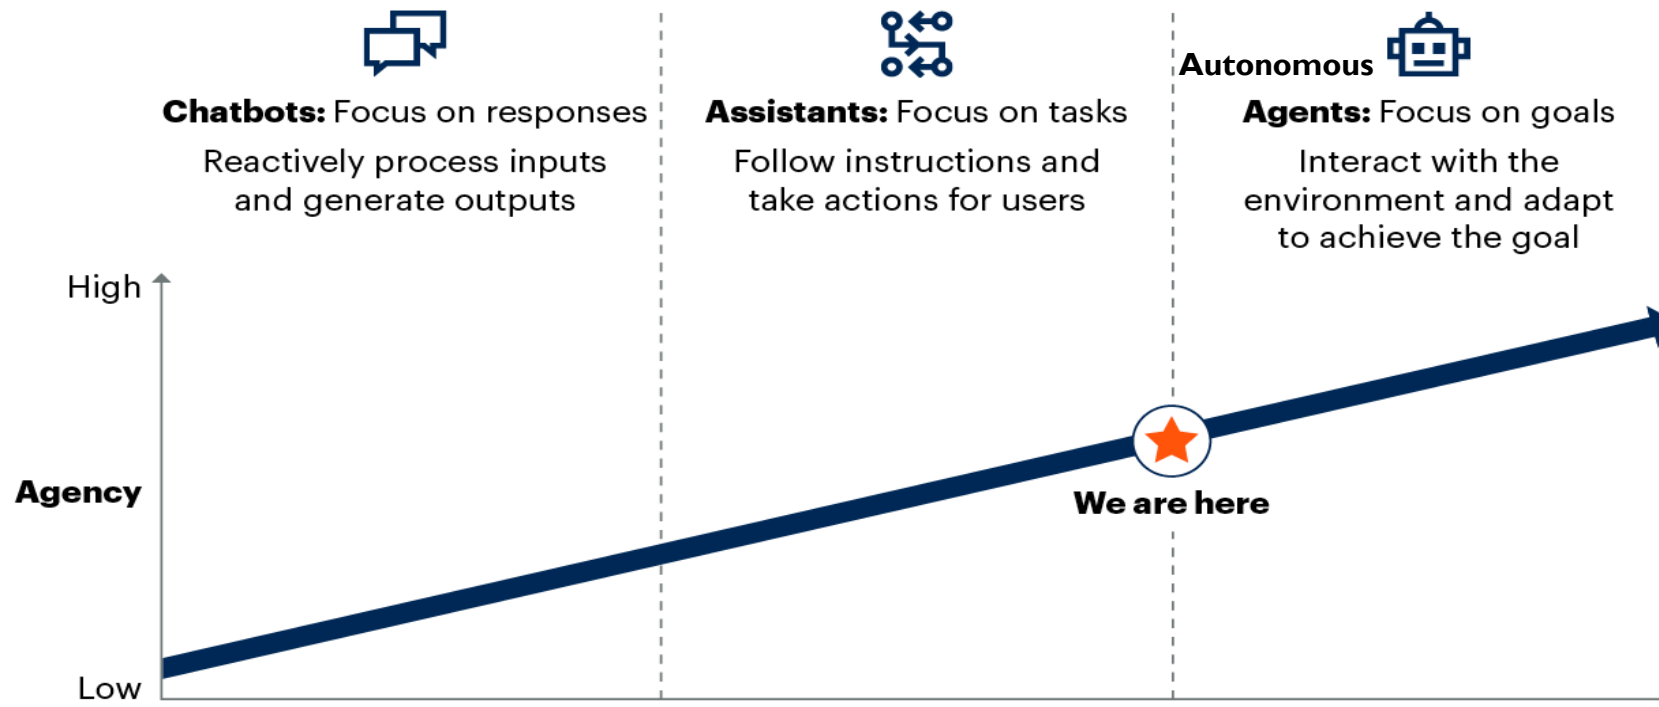 Chatbots: Focus on responses
Reactively process inputs
and generate outputs
Assistants: Focus on tasks
Follow instructions and
take actions for users
Autonomous
Agents: Focus on goals
Interact with the
environment and adapt
to achieve the goal
High
Agency
Low
We are here